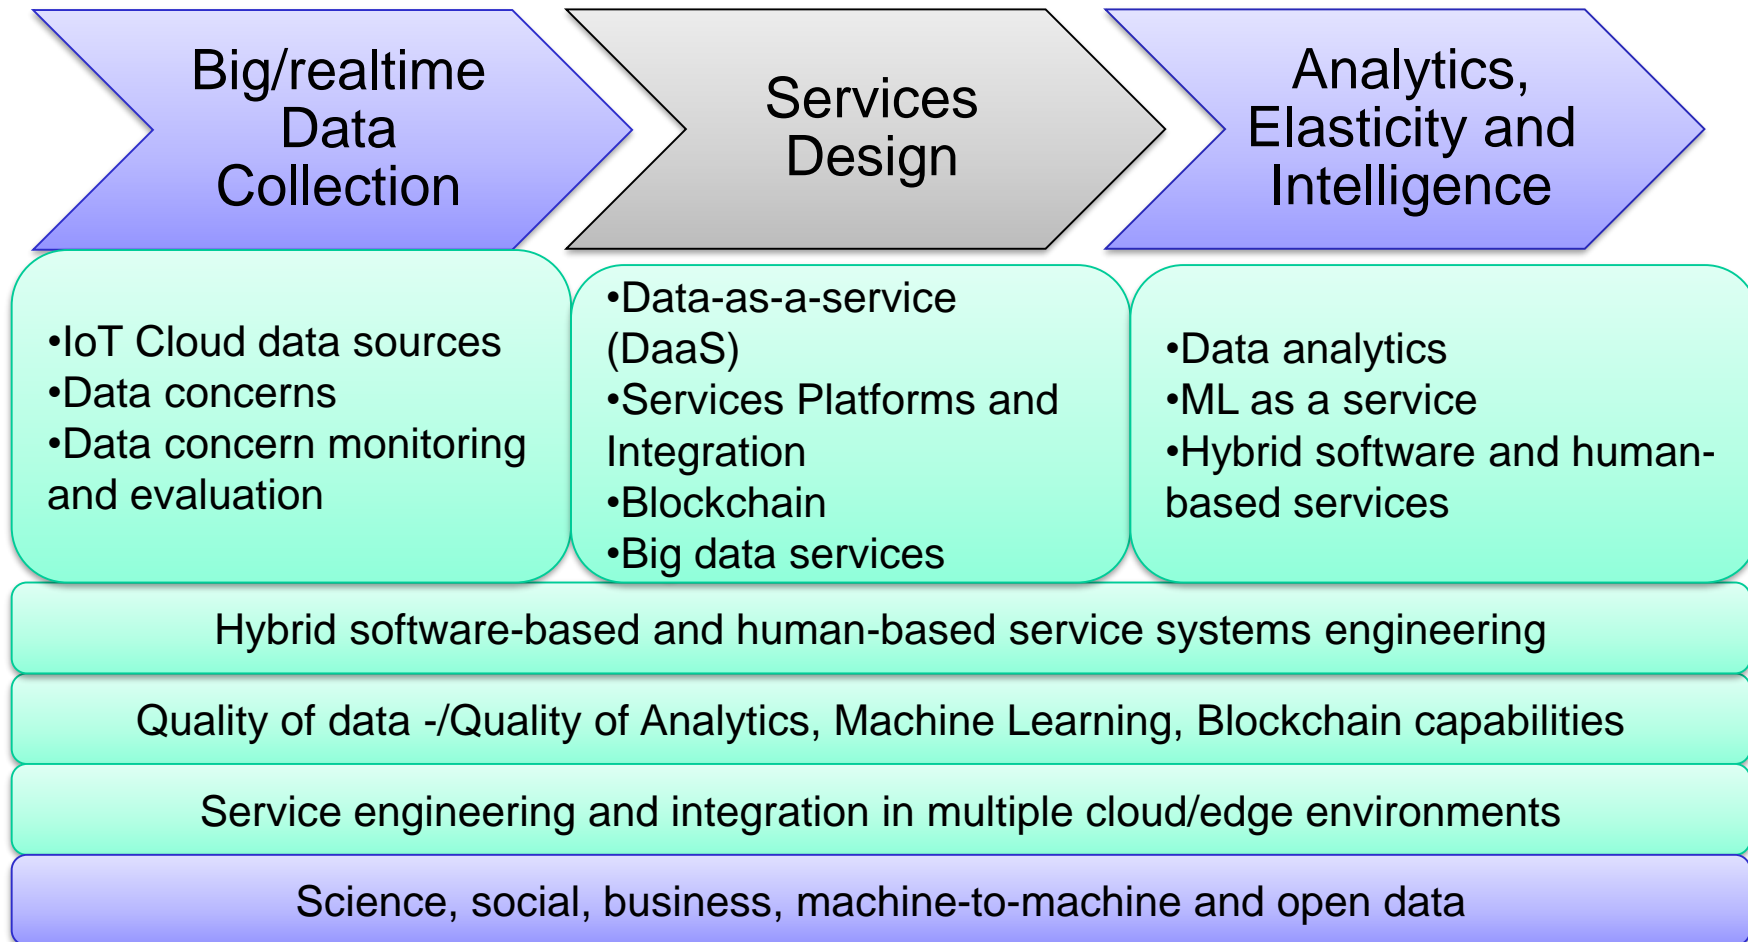 Big/realtime
Data
Collection
Services
Design
Analytics,
Elasticity and
Intelligence
•IoT Cloud data sources
•Data concerns
•Data concern monitoring
and evaluation
•Data-as-a-service
(DaaS)
•Services Platforms and
Integration
•Blockchain
•Big data services
•Data analytics
•ML as a service
•Hybrid software and human-
based services
Hybrid software-based and human-based service systems engineering
Quality of data -/Quality of Analytics, Machine Learning, Blockchain capabilities
Service engineering and integration in multiple cloud/edge environments
Science, social, business, machine-to-machine and open data